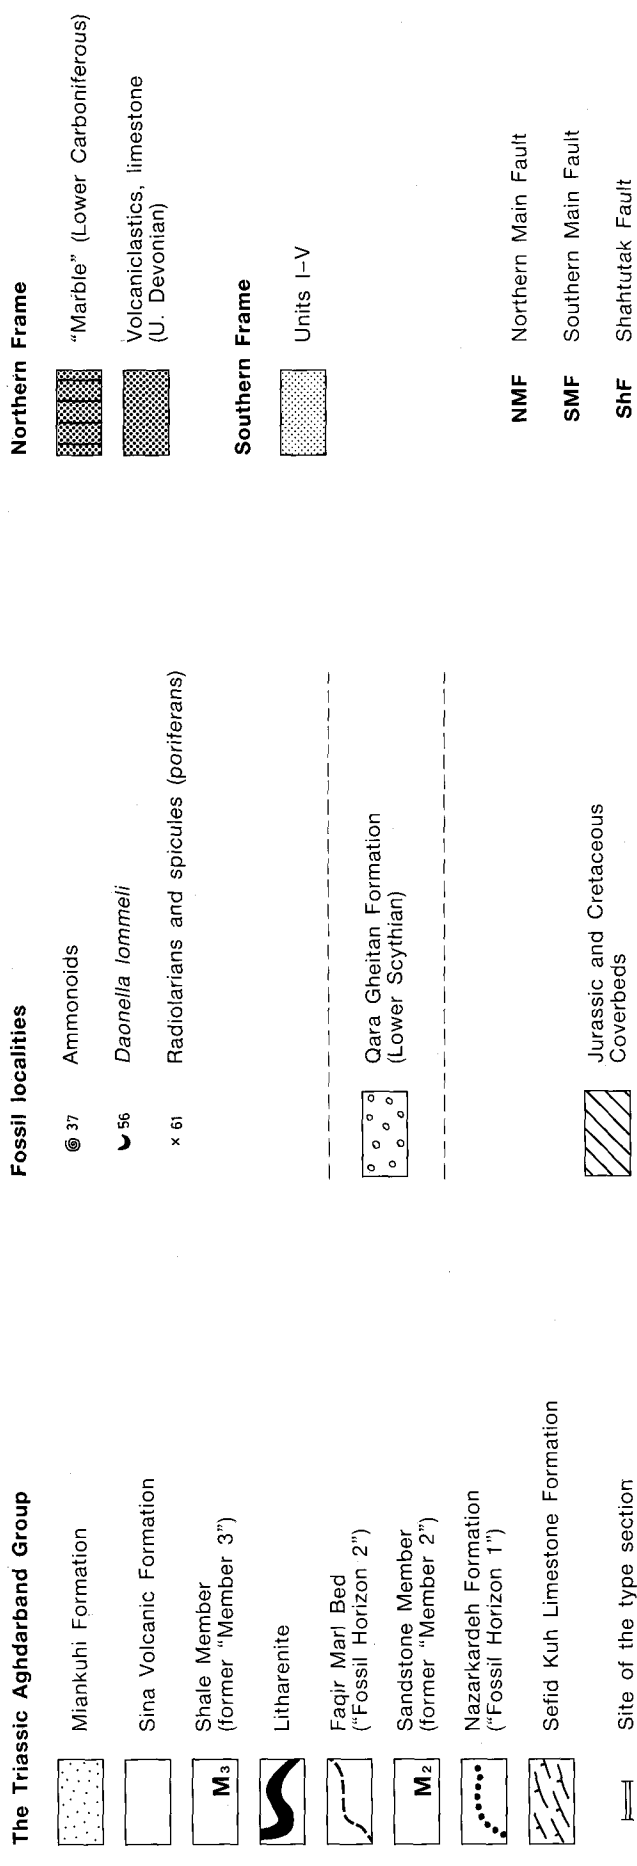 The Triassic Aghdarband Group
Miankuhi Formation
Sina Volcanic Formation
M3
Shale Member
(former "Member 3")
Litharenite
Faqir Marl Bed
("Fossil Horizon 2")
M2
Sandstone Member
(former "Member 2")
Nazarkardeh Formation
("Fossil Horizon 1")
Sefid Kuh Limestone Formation
Site of the type section
Fossil localities
37 Ammonoids
56 Daonella lommeli
× 61 Radiolarians and spicules (poriferans)
Qara Gheitan Formation
(Lower Scythian)
Jurassic and Cretaceous
Coverbeds
Northern Frame
"Marble" (Lower Carboniferous)
Volcaniclastics, limestone
(U. Devonian)
Southern Frame
Units I–V
NMF Northern Main Fault
SMF Southern Main Fault
ShF Shahtutak Fault